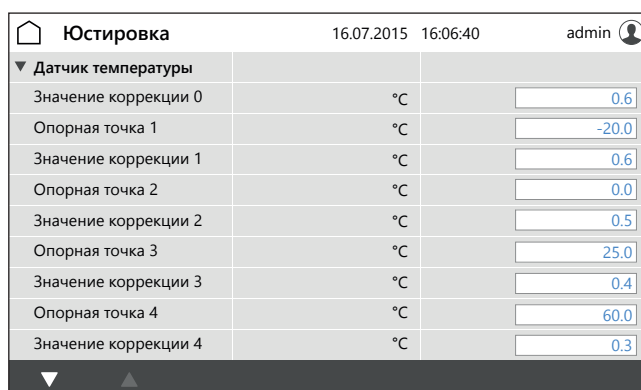 Юстировка 16.07.2015 16:06:40 admin
Датчик температуры
Значение коррекции 0 °C 0.6
Опорная точка 1 °C -20.0
Значение коррекции 1 °C 0.6
Опорная точка 2 °C 0.0
Значение коррекции 2 °C 0.5
Опорная точка 3 °C 25.0
Значение коррекции 3 °C 0.4
Опорная точка 4 °C 60.0
Значение коррекции 4 °C 0.3